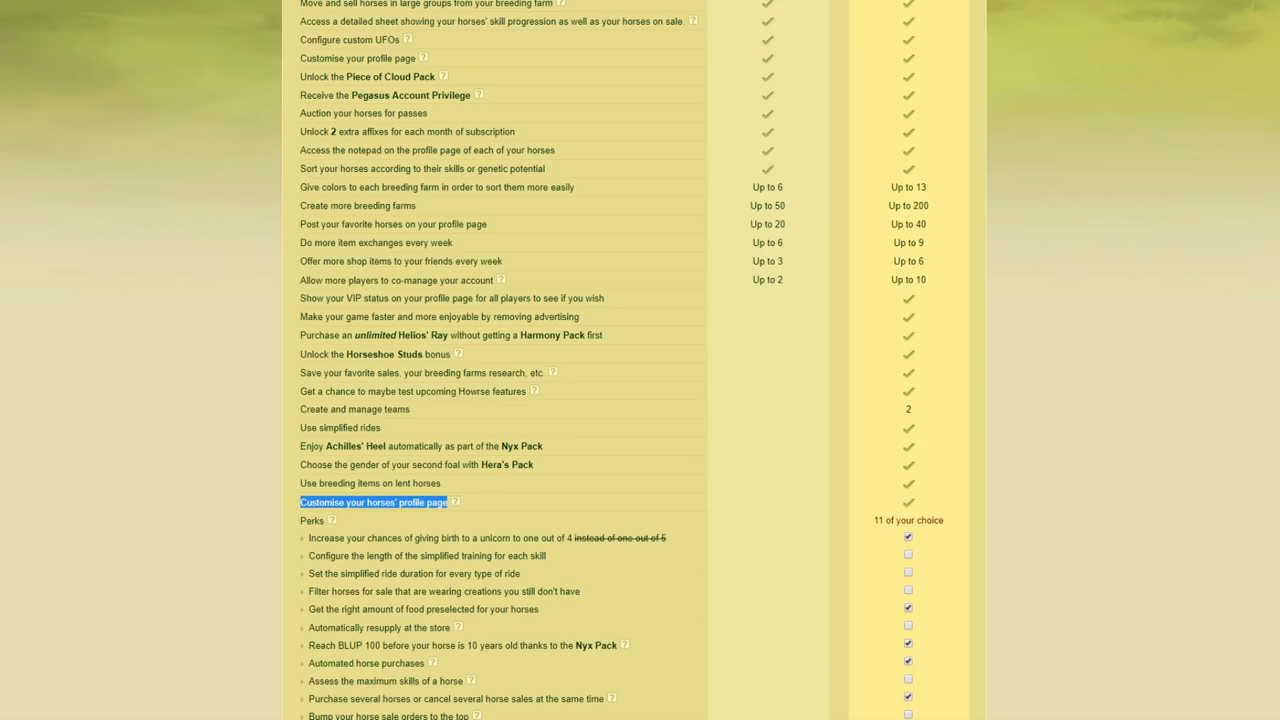 Move and sell horses in large groups from your breeding farm ?
Access a detailed sheet showing your horses' skill progression as well as your horses on sale. ?
Configure custom UFOs ?
Customise your profile page ?
Unlock the Piece of Cloud Pack ?
Receive the Pegasus Account Privilege ?
Auction your horses for passes
Unlock 2 extra affixes for each month of subscription
Access the notepad on the profile page of each of your horses
Sort your horses according to their skills or genetic potential
Give colors to each breeding farm in order to sort them more easily Up to 6 Up to 13
Create more breeding farms Up to 50 Up to 200
Post your favorite horses on your profile page Up to 20 Up to 40
Do more item exchanges every week Up to 6 Up to 9
Offer more shop items to your friends every week Up to 3 Up to 6
Allow more players to co-manage your account ? Up to 2 Up to 10
Show your VIP status on your profile page for all players to see if you wish
Make your game faster and more enjoyable by removing advertising
Purchase an unlimited Helios' Ray without getting a Harmony Pack first
Unlock the Horseshoe Studs bonus ?
Save your favorite sales, your breeding farms research, etc. ?
Get a chance to maybe test upcoming Howrse features ?
Create and manage teams 2
Use simplified rides
Enjoy Achilles' Heel automatically as part of the Nyx Pack
Choose the gender of your second foal with Hera's Pack
Use breeding items on lent horses
Customise your horses' profile page ?
Perks ? 11 of your choice
Increase your chances of giving birth to a unicorn to one out of 4 instead of one out of 5
Configure the length of the simplified training for each skill
Set the simplified ride duration for every type of ride
Filter horses for sale that are wearing creations you still don't have
Get the right amount of food preselected for your horses
Automatically resupply at the store ?
Reach BLUP 100 before your horse is 10 years old thanks to the Nyx Pack ?
Automated horse purchases ?
Assess the maximum skills of a horse ?
Purchase several horses or cancel several horse sales at the same time ?
Bump your horse sale orders to the top ?